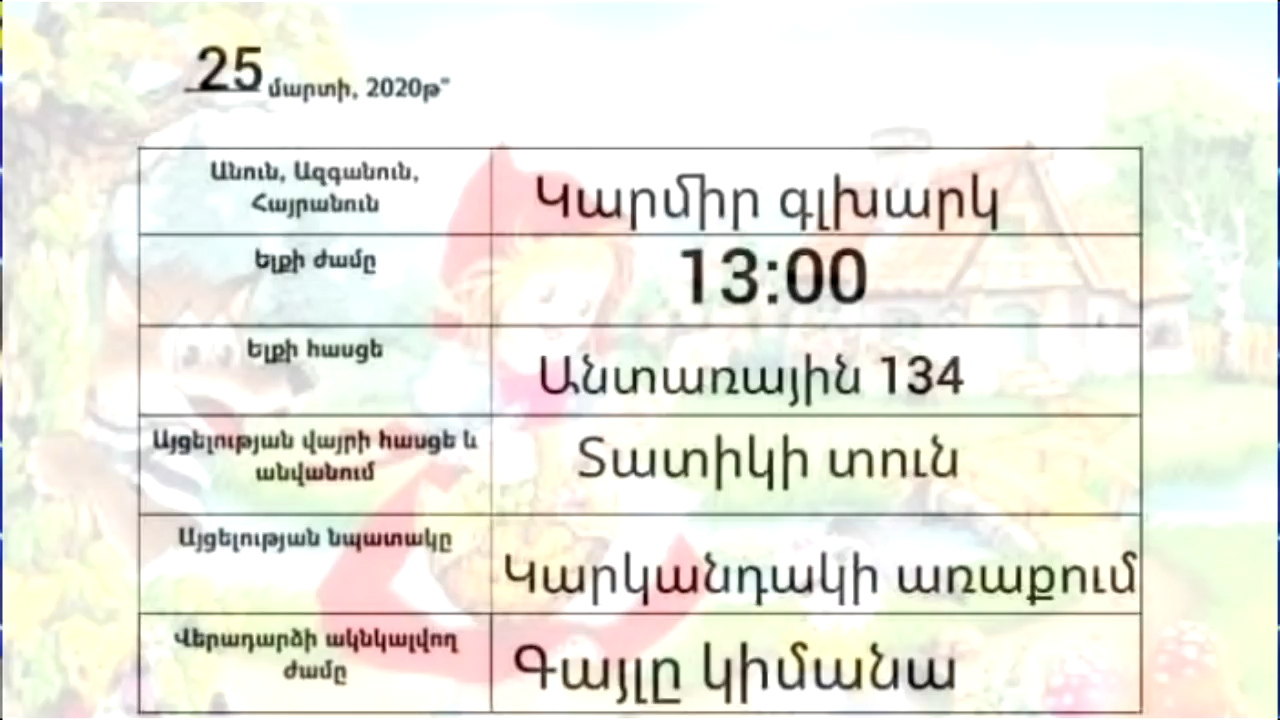 25 մարտի, 2020թ"
Անուն, Ազգանուն,
Հայրանուն
Կարմիր գլխարկ
Ելքի ժամը
13:00
Ելքի հասցե
Անտառային 134
Այցելության վայրի հասցե և
անվանում
Տատիկի տուն
Այցելության նպատակը
Կարկանդակի առաքում
Վերադարձի ակնկալվող
ժամը
Գայլը կիմանա